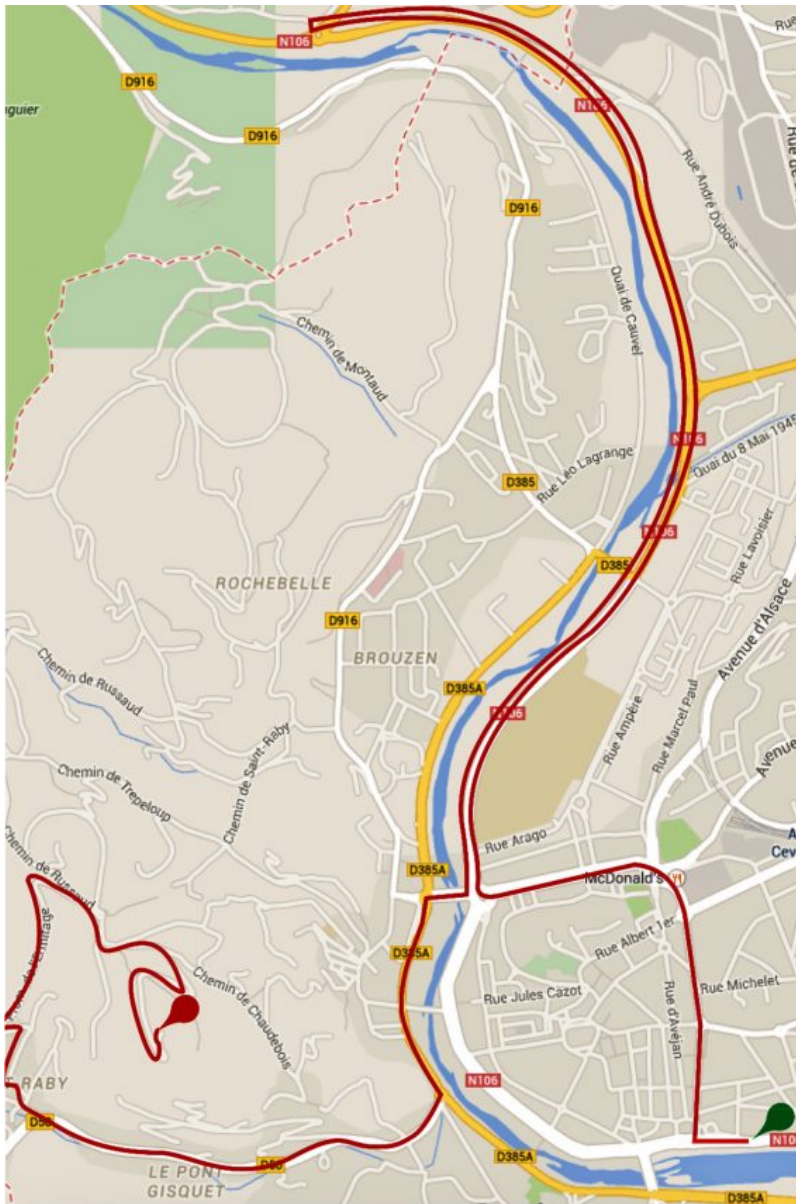 N106
D916
nguier
D916
N106
Rue André Dubois
D916
Quai de Cauvel
Chemin de Montaud
N106
Quai du 8 Mai 1945
Rue Léo Lagrange
D385
N106
Rue Lavoisier
D385
ROCHEBELLE
D916
Avenue d'Alsace
BROUZEN
Chemin de Russaud
D385A
Rue Marcel Paul
N106
Rue Ampère
Avenue
Chemin de Saint-Raby
Chemin de Trepeloup
Rue Arago
Chemin de Russaud
D385A
McDonald's
Rue Albert 1er
D385A
Chemin de Chaudebois
Rue Michelet
Rue Jules Cazot
Rue d'Avéjan
N106
T RABY
D50
LE PONT
GISQUET
D50
D385A
N10
D385A